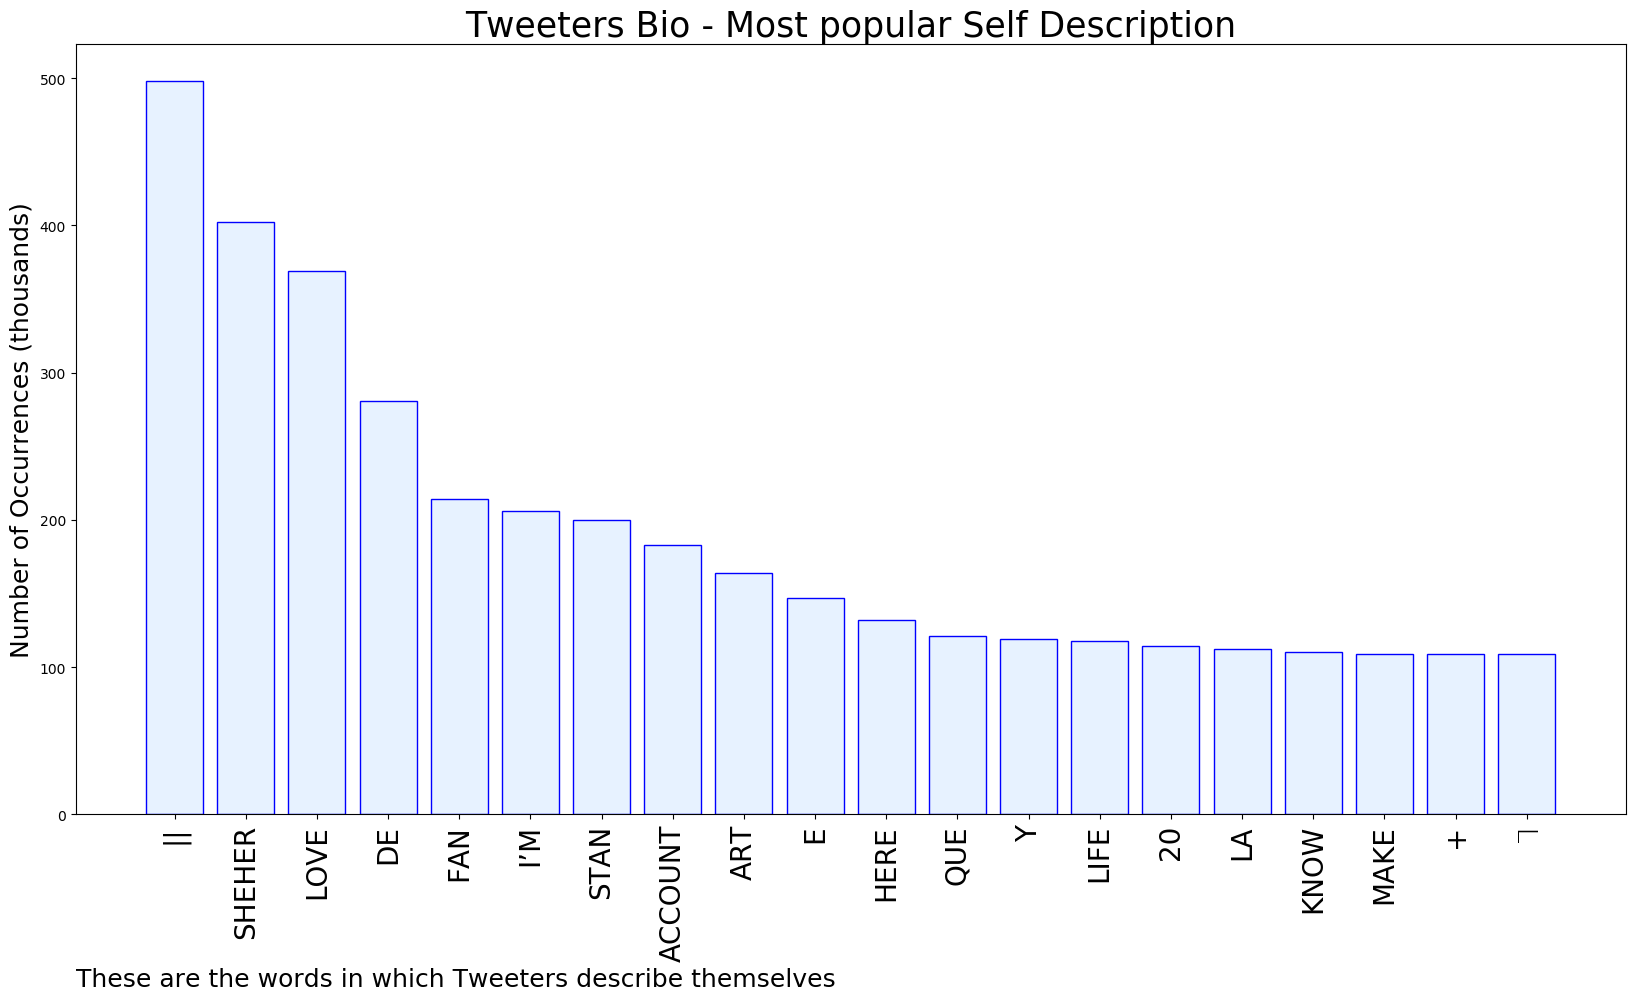 Tweeters Bio - Most popular Self Description
Number of Occurrences (thousands)
500
400
300
200
100
0
||
SHEHER
LOVE
DE
FAN
I’M
STAN
ACCOUNT
ART
E
HERE
QUE
Y
LIFE
20
LA
KNOW
MAKE
+
These are the words in which Tweeters describe themselves